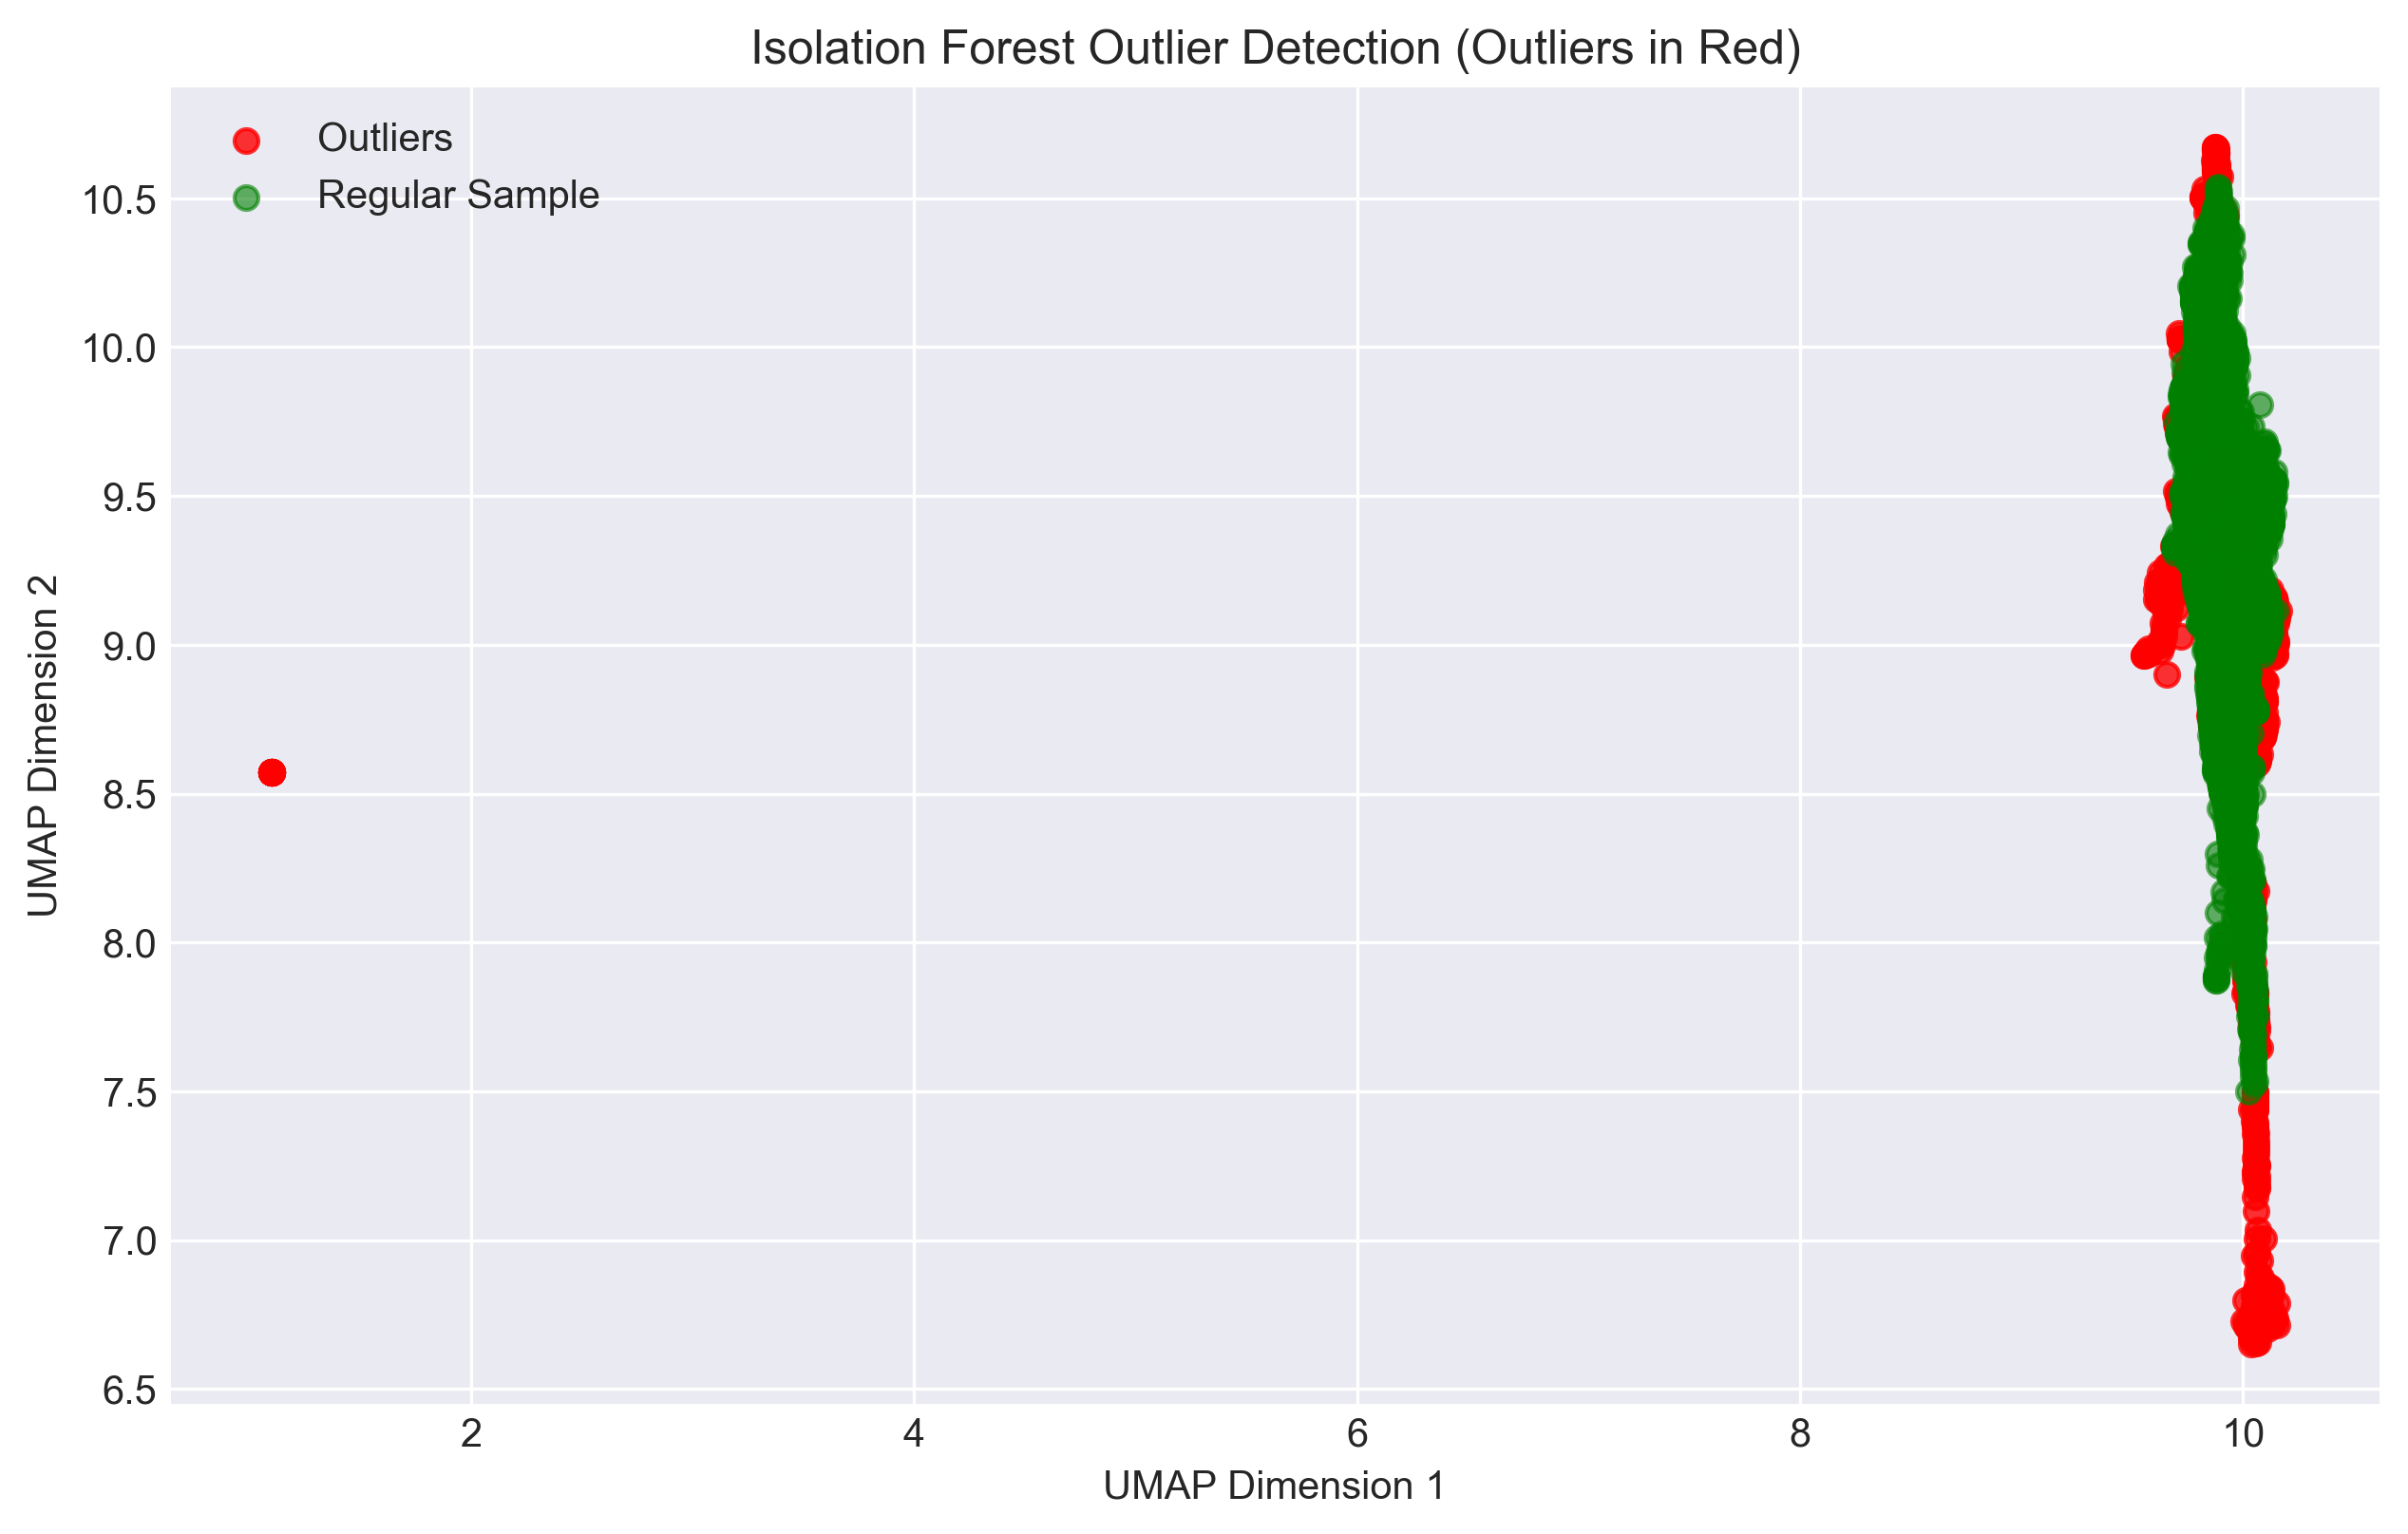 Isolation Forest Outlier Detection (Outliers in Red)
Outliers
Regular Sample
10.5
10.0
9.5
9.0
8.5
8.0
7.5
7.0
6.5
UMAP Dimension 2
2
4
6
8
10
UMAP Dimension 1